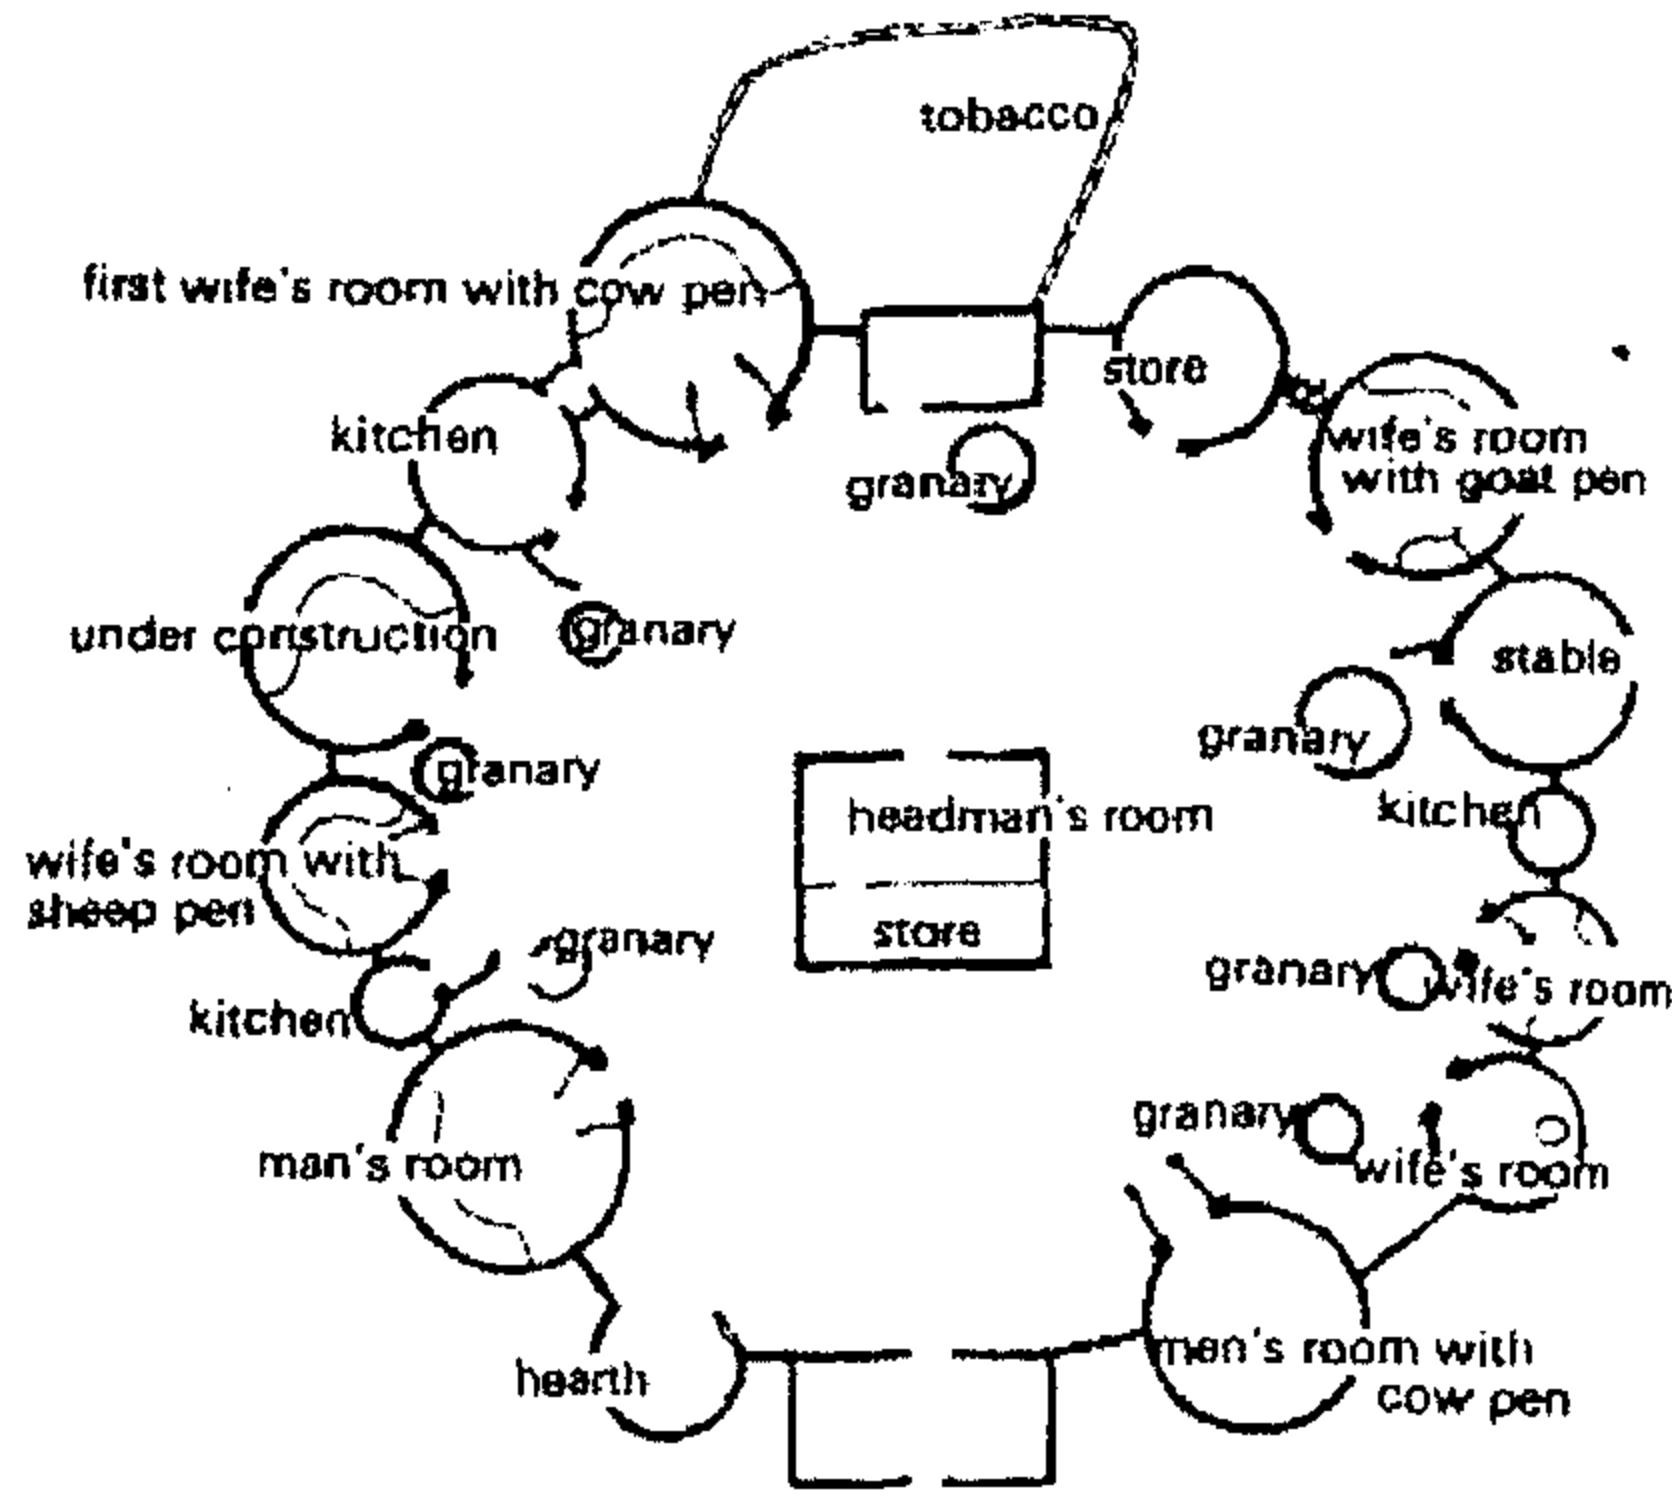 tobacco
first wife's room with cow pen
store
kitchen
wife's room
with goat pen
granary
under construction
granary
stable
granary
granary
headman's room
kitchen
wife's room with
sheep pen
store
granary
granary
wife's room
kitchen
granary
man's room
wife's room
hearth
men's room with
cow pen